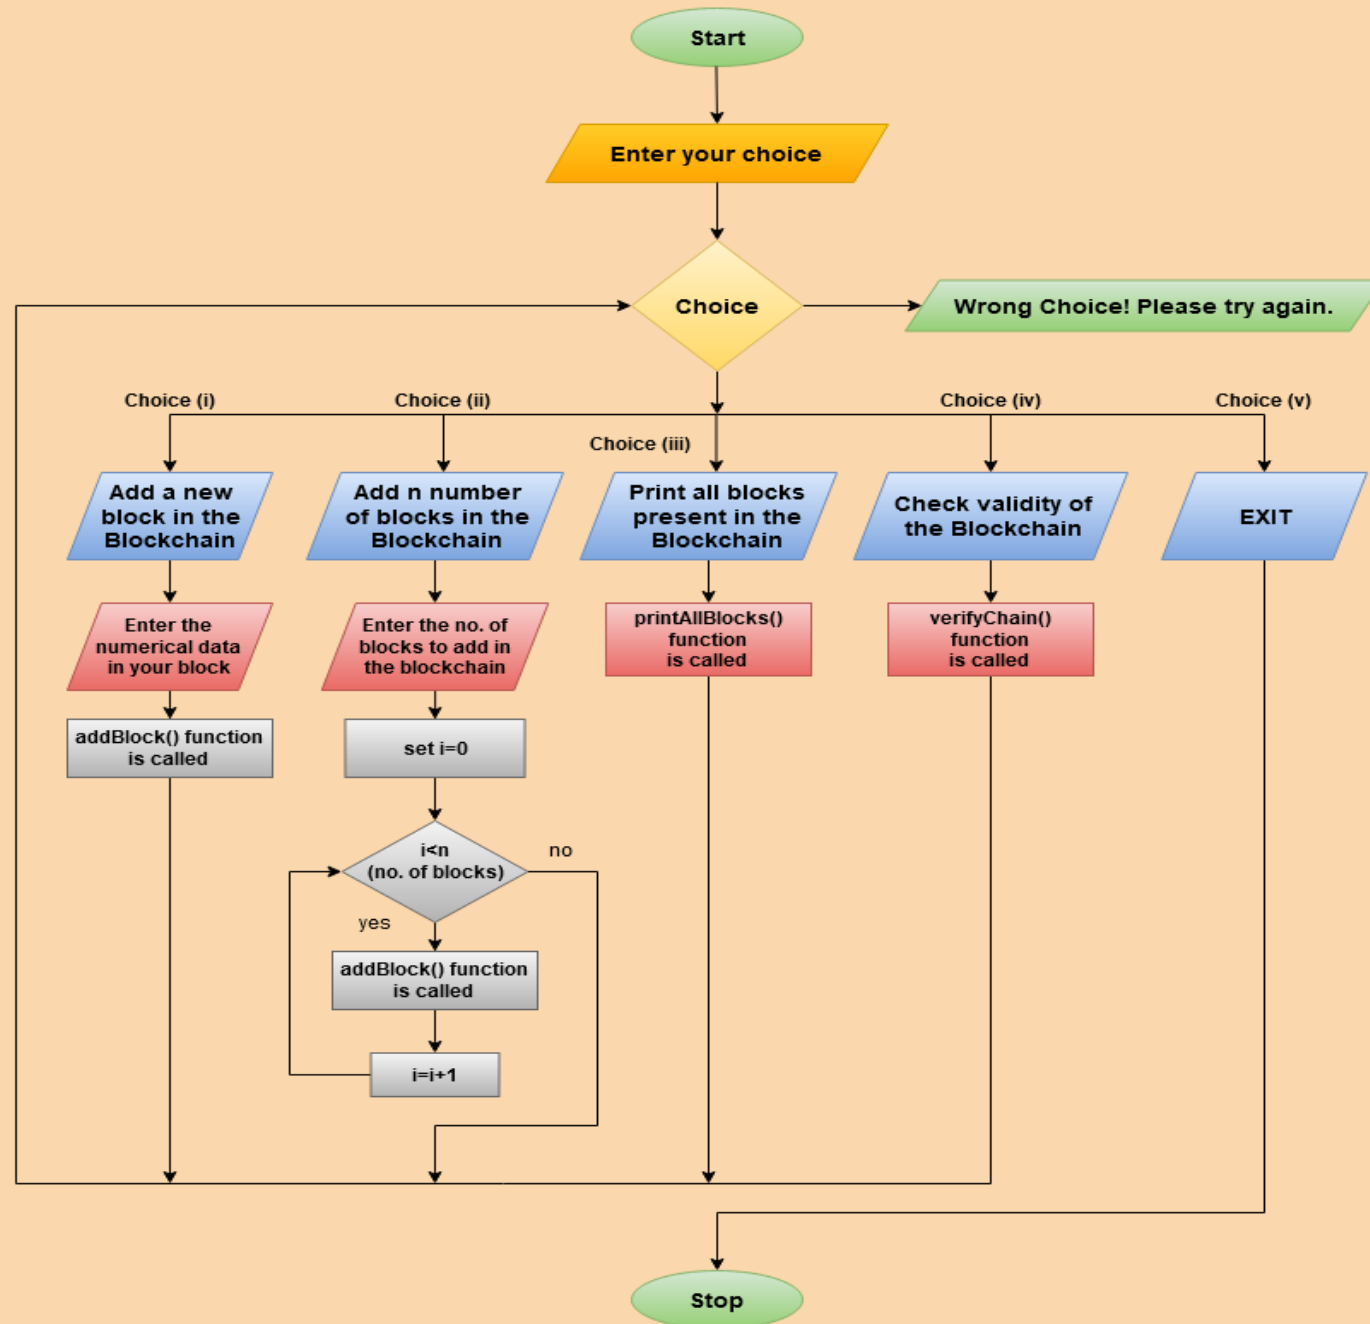 Start
Enter your choice
Choice
Wrong Choice! Please try again.
Choice (i)
Choice (ii)
Choice (iii)
Choice (iv)
Choice (v)
Add a new
block in the
Blockchain
Add n number
of blocks in the
Blockchain
Print all blocks
present in the
Blockchain
Check validity of
the Blockchain
EXIT
Enter the
numerical data
in your block
Enter the no. of
blocks to add in
the blockchain
printAllBlocks()
function
is called
verifyChain()
function
is called
addBlock() function
is called
set i=0
i<n
(no. of blocks)
no
yes
addBlock() function
is called
i=i+1
Stop